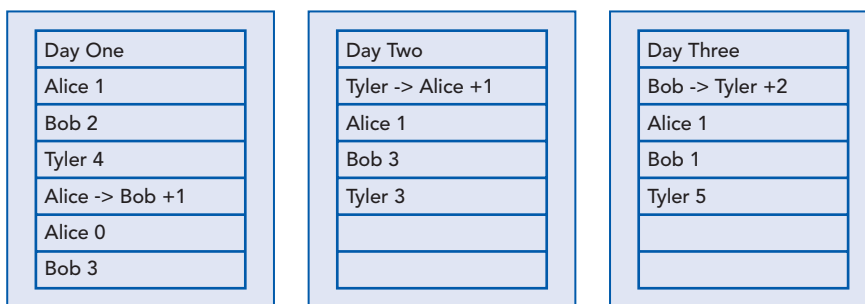 Day One
Alice 1
Bob 2
Tyler 4
Alice -> Bob +1
Alice 0
Bob 3
Day Two
Tyler -> Alice +1
Alice 1
Bob 3
Tyler 3
Day Three
Bob -> Tyler +2
Alice 1
Bob 1
Tyler 5